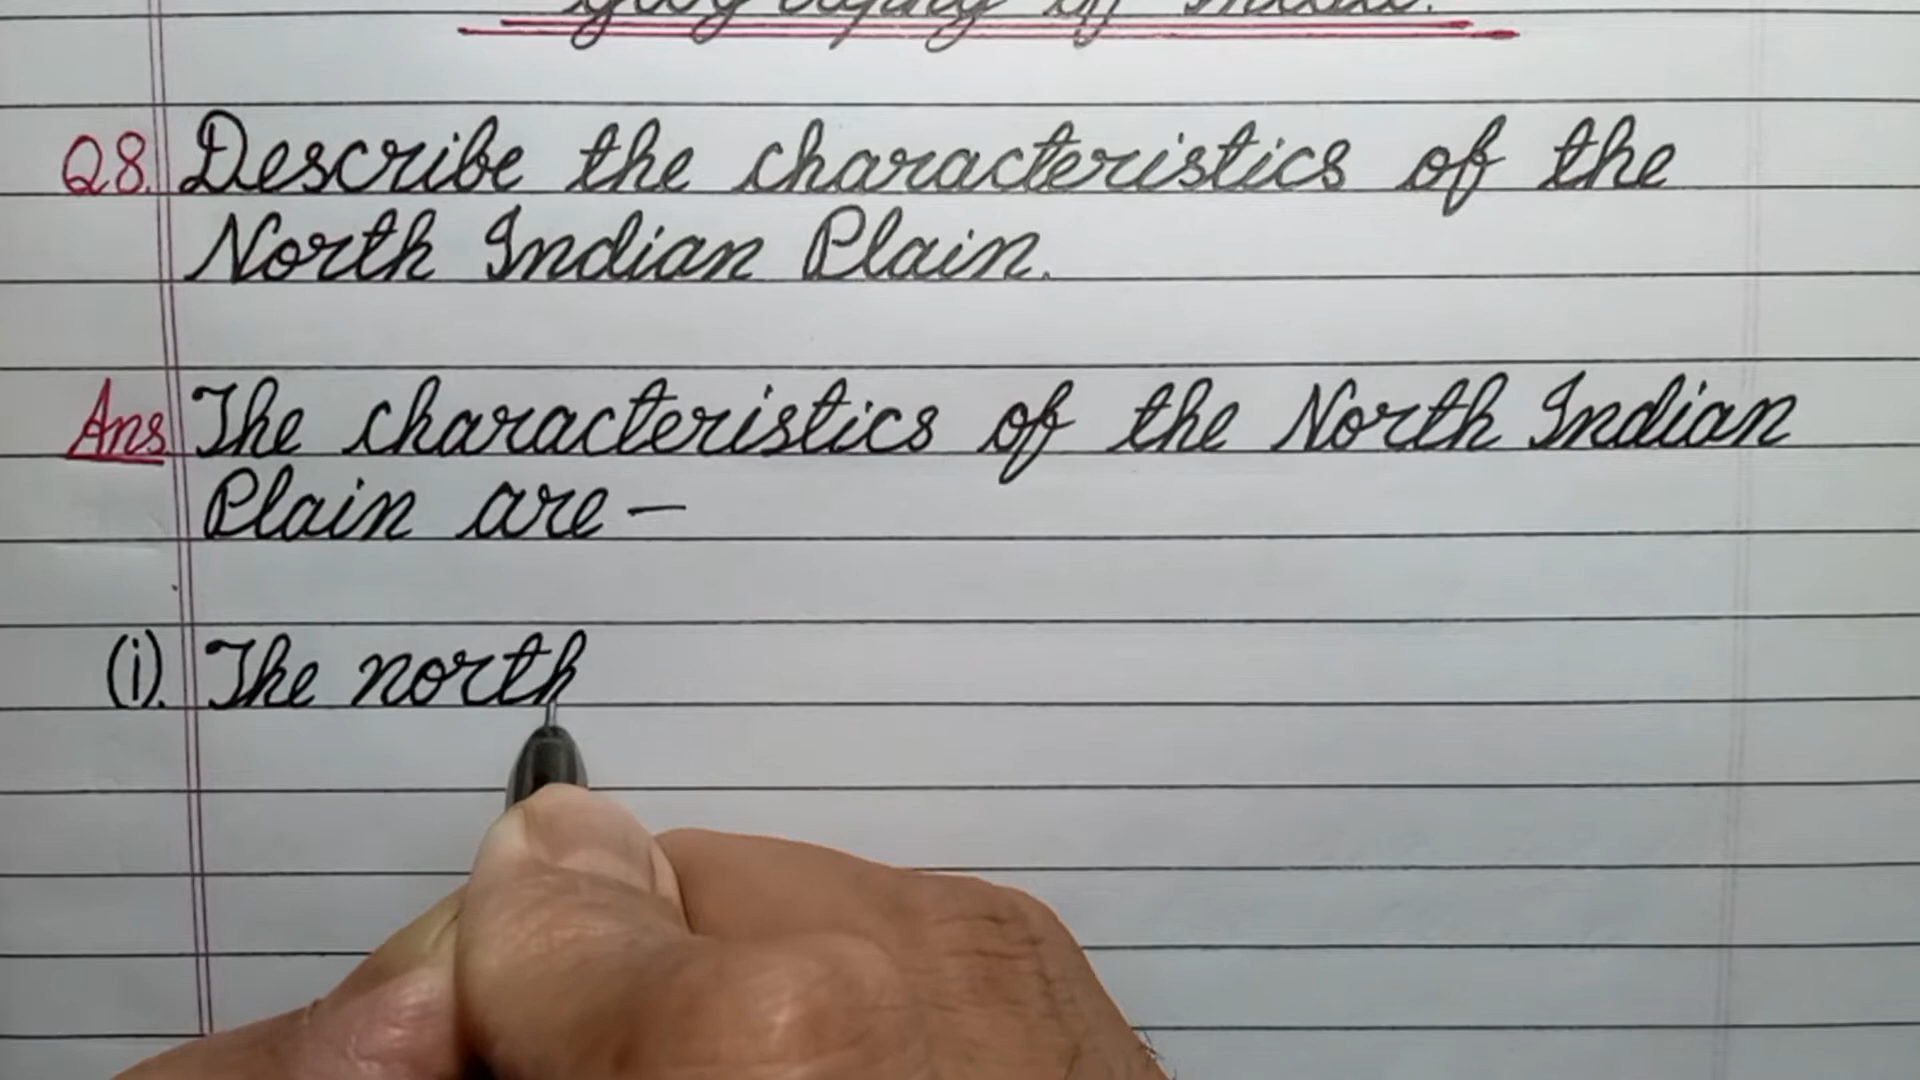 of
Q8. Describe the characteristics of the
North Indian Plain.
Ans The characteristics of the North Indian
Plain are -
(i). The north